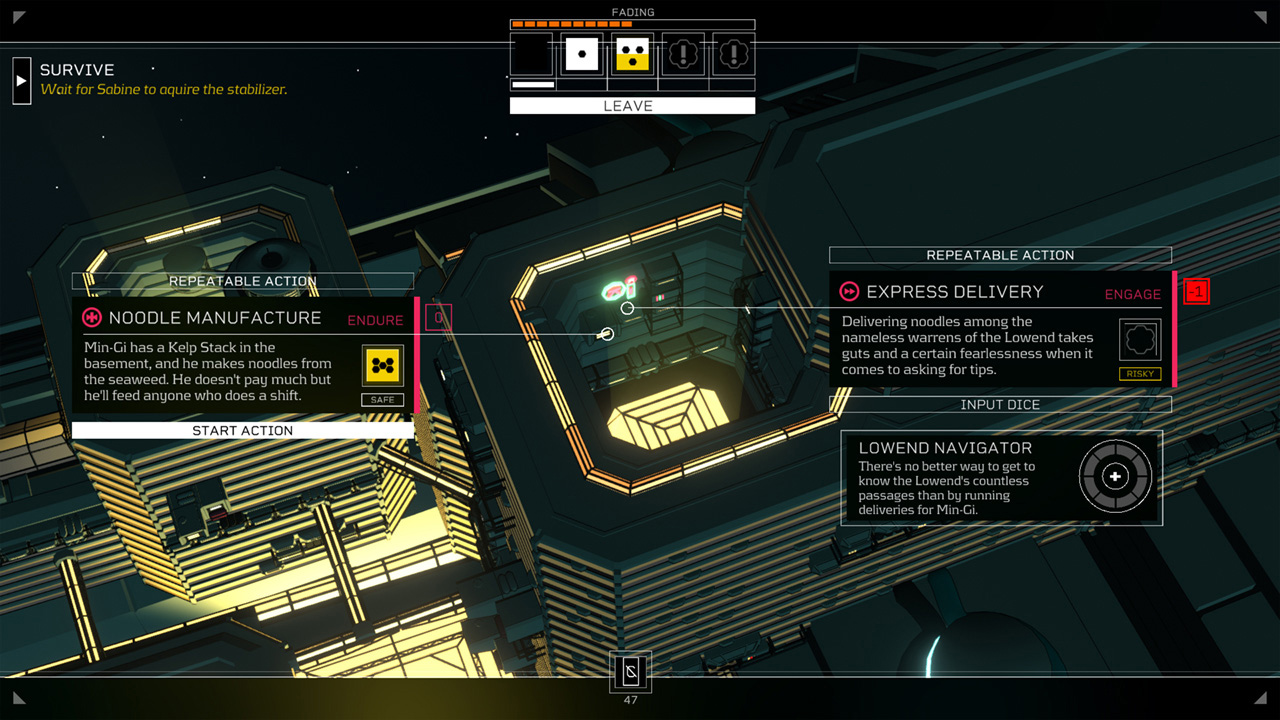 FADING
SURVIVE
Wait for Sabine to aquire the stabilizer.
LEAVE
REPEATABLE ACTION
NOODLE MANUFACTURE
ENDURE
0
Min-Gi has a Kelp Stack in the
basement, and he makes noodles from
the seaweed. He doesn't pay much but
he'll feed anyone who does a shift.
SAFE
START ACTION
REPEATABLE ACTION
EXPRESS DELIVERY
ENGAGE
-1
Delivering noodles among the
nameless warrens of the Lowend takes
guts and a certain fearlessness when it
comes to asking for tips.
RISKY
INPUT DICE
LOWEND NAVIGATOR
There's no better way to get to
know the Lowend's countless
passages than by running
deliveries for Min-Gi.
47